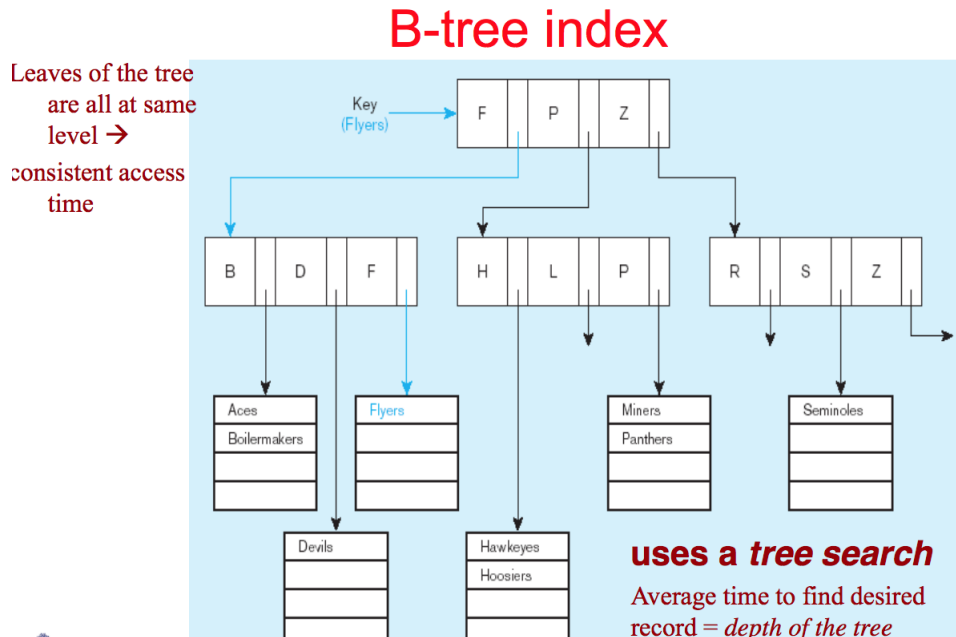 B-tree index
Leaves of the tree
are all at same
level →
consistent access
time
Key
(Flyers)
F P Z
B D F
H L P
R S Z
Aces
Boilermakers
Flyers
Miners
Panthers
Seminoles
Devils
Hawkeyes
Hoosiers
uses a tree search
Average time to find desired
record = depth of the tree